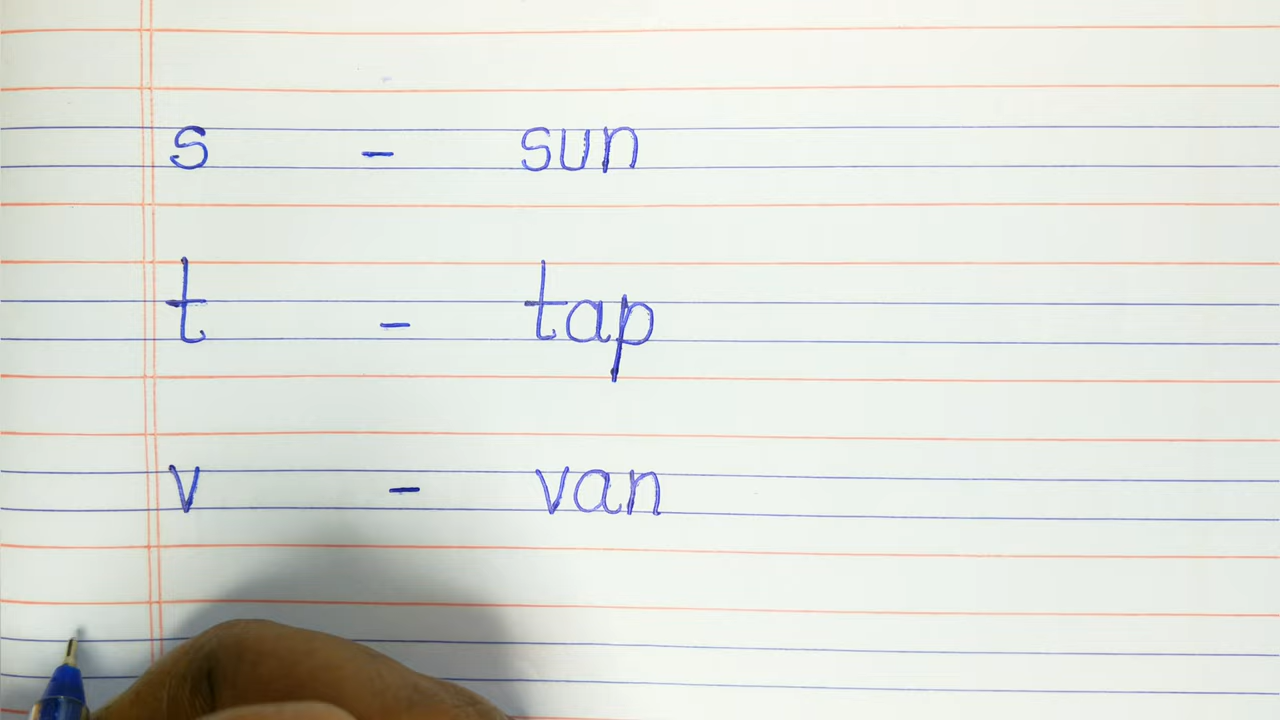 s - sun
t - tap
v - van